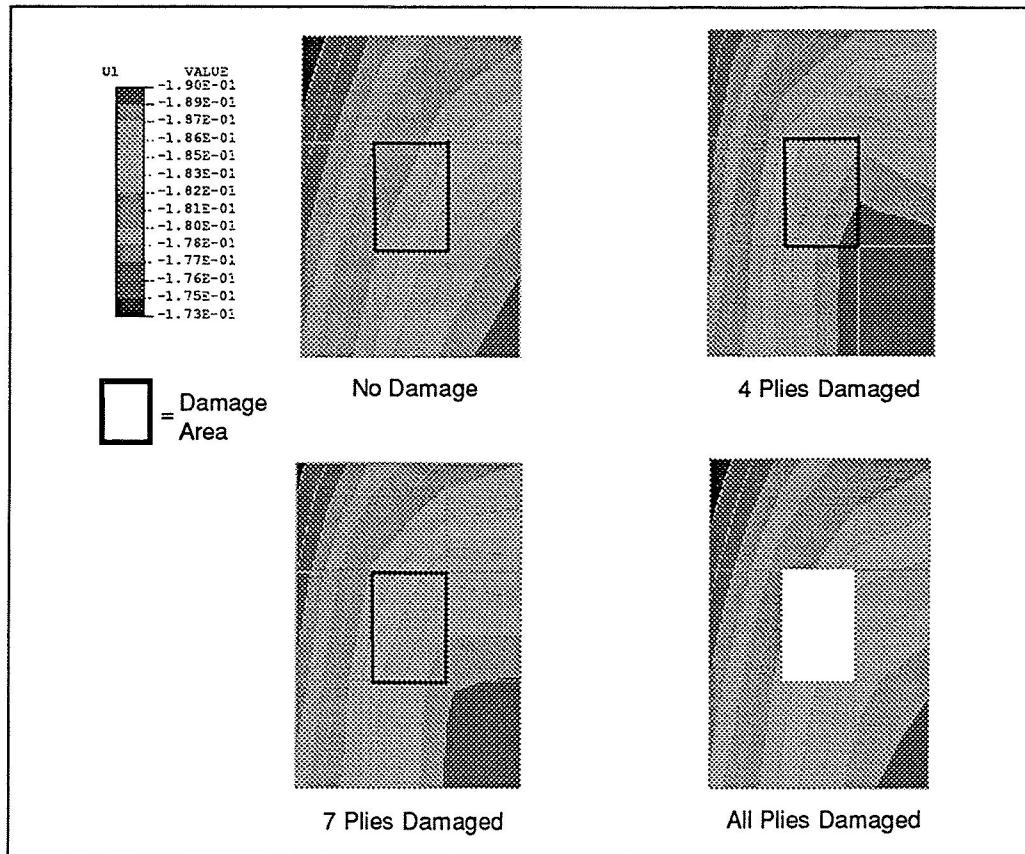 U1 VALUE
-1.90E-01
-1.89E-01
-1.87E-01
-1.86E-01
-1.85E-01
-1.83E-01
-1.82E-01
-1.81E-01
-1.80E-01
-1.78E-01
-1.77E-01
-1.76E-01
-1.75E-01
-1.73E-01
No Damage
4 Plies Damaged
= Damage
Area
7 Plies Damaged
All Plies Damaged